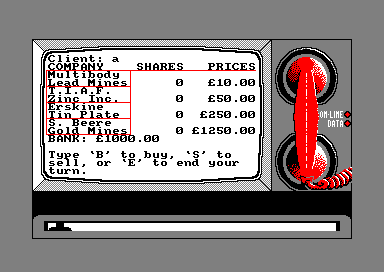 Client: a
COMPANY SHARES PRICES
Multibody
Lead Mines 0 £10.00
T.I.A.F.
Zinc Inc. 0 £50.00
Erskine
Tin Plate 0 £250.00
S. Beere
Gold Mines 0 £1250.00
BANK: £1000.00
Type 'B' to buy, 'S' to
sell, or 'E' to end your
turn.
ON-LINE
DATA